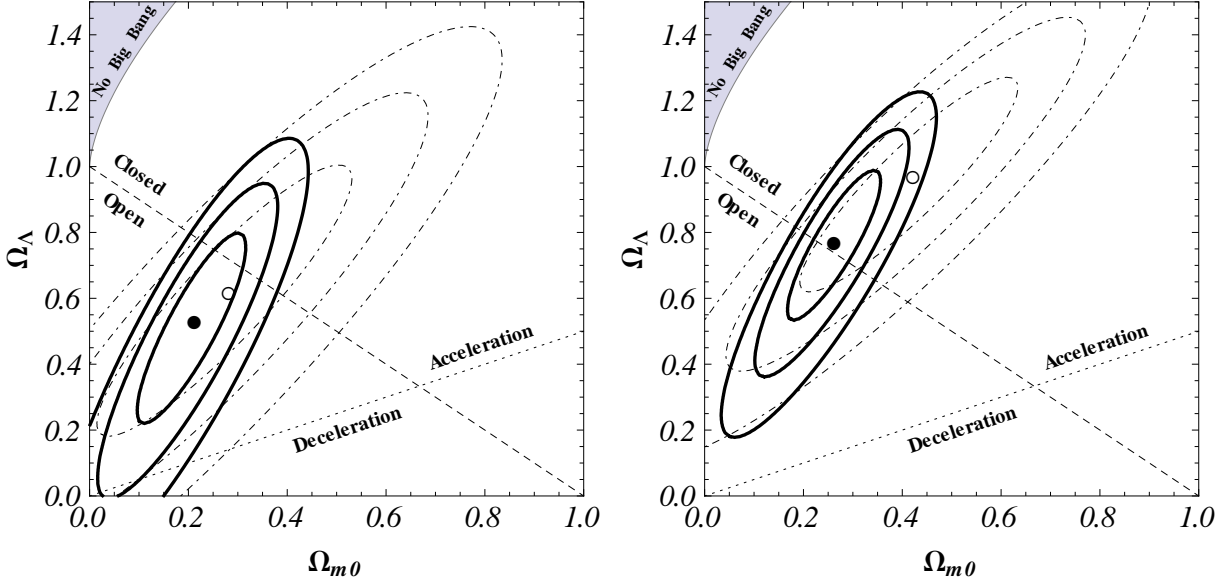 1.4
1.2
1.0
0.8
0.6
0.4
0.2
0.0
Ω_Λ
No Big Bang
Closed
Open
Acceleration
Deceleration
0.0 0.2 0.4 0.6 0.8 1.0
Ω_m0
1.4
1.2
1.0
0.8
0.6
0.4
0.2
0.0
Ω_Λ
No Big Bang
Closed
Open
Acceleration
Deceleration
0.0 0.2 0.4 0.6 0.8 1.0
Ω_m0